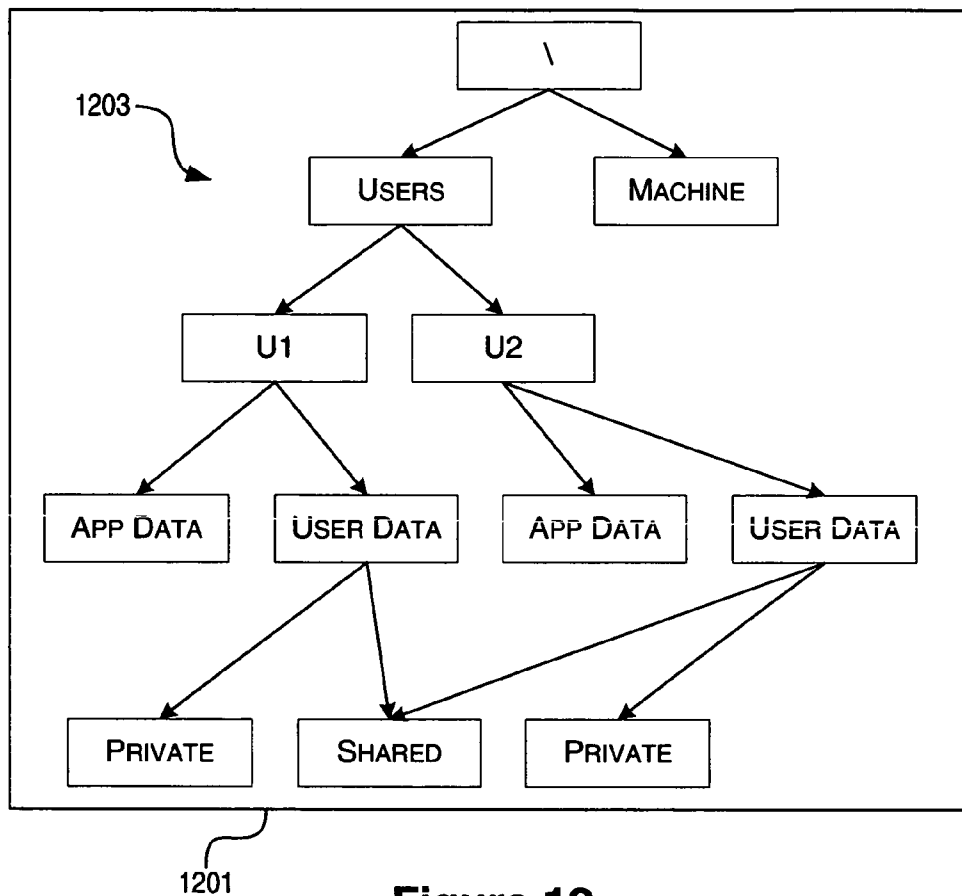 \
1203
USERS
MACHINE
U1
U2
APP DATA
USER DATA
APP DATA
USER DATA
PRIVATE
SHARED
PRIVATE
1201